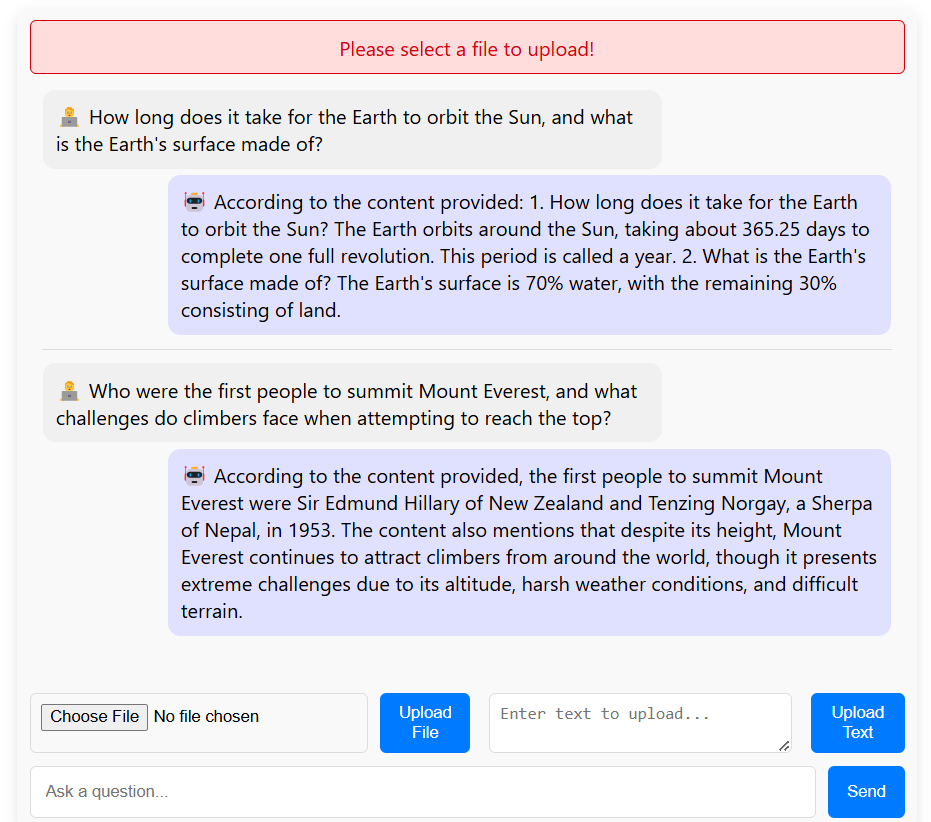 Please select a file to upload!
How long does it take for the Earth to orbit the Sun, and what
is the Earth's surface made of?
According to the content provided: 1. How long does it take for the Earth
to orbit the Sun? The Earth orbits around the Sun, taking about 365.25 days to
complete one full revolution. This period is called a year. 2. What is the Earth's
surface made of? The Earth's surface is 70% water, with the remaining 30%
consisting of land.
Who were the first people to summit Mount Everest, and what
challenges do climbers face when attempting to reach the top?
According to the content provided, the first people to summit Mount
Everest were Sir Edmund Hillary of New Zealand and Tenzing Norgay, a Sherpa
of Nepal, in 1953. The content also mentions that despite its height, Mount
Everest continues to attract climbers from around the world, though it presents
extreme challenges due to its altitude, harsh weather conditions, and difficult
terrain.
Choose File No file chosen
Upload
File
Enter text to upload...
Upload
Text
Ask a question...
Send